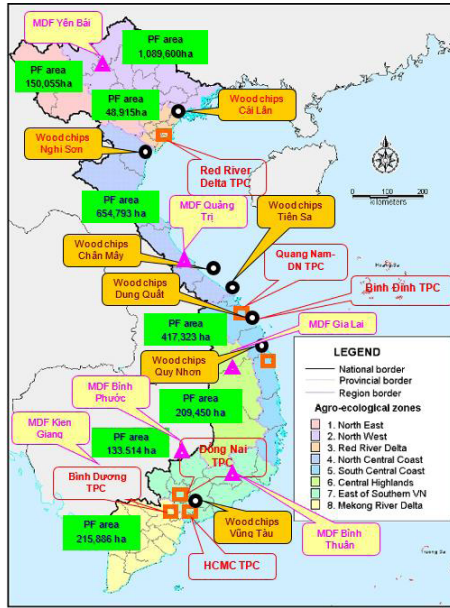 MDF Yên Bái
PF area
1,089,600ha
PF area
150,055ha
PF area
48,915ha
Wood chips
Cái Lân
Wood chips
Nghi Sơn
Red River
Delta TPC
PF area
654,793 ha
MDF Quảng
Trị
Wood chips
Tiên Sa
Wood chips
Chân Mây
Quang Nam-
DN TPC
Wood chips
Dung Quất
Bình Đình TPC
PF area
417,323 ha
MDF Gia Lai
Wood chips
Quy Nhơn
MDF Bình
Phước
PF area
209,450 ha
MDF Kien
Giang
PF area
133.514 ha
Đồng Nai
TPC
Bình Dương
TPC
PF area
215,886 ha
Wood chips
Vũng Tàu
MDF Bình
Thuận
HCMC TPC
100 0 100 200
kilometers
LEGEND
National border
Provincial border
Region border
Agro-ecological zones
1. North East
2. North West
3. Red River Delta
4. North Central Coast
5. South Central Coast
6. Central Highlands
7. East of Southern VN
8. Mekong River Delta